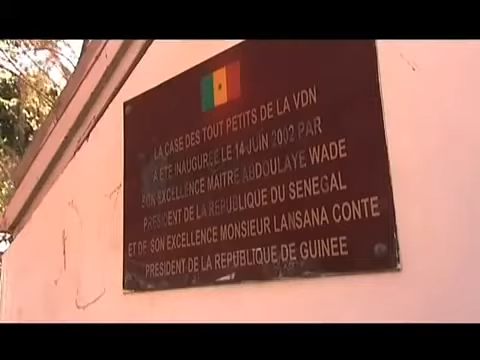 LA CASE DES TOUT PETITS DE LA VDN
A ETE INAUGUREE LE 14 JUIN 2002 PAR
SON EXCELLENCE MAITRE ABDOULAYE WADE
PRESIDENT DE LA REPUBLIQUE DU SENEGAL
ET DE SON EXCELLENCE MONSIEUR LANSANA CONTE
PRESIDENT DE LA REPUBLIQUE DE GUINEE